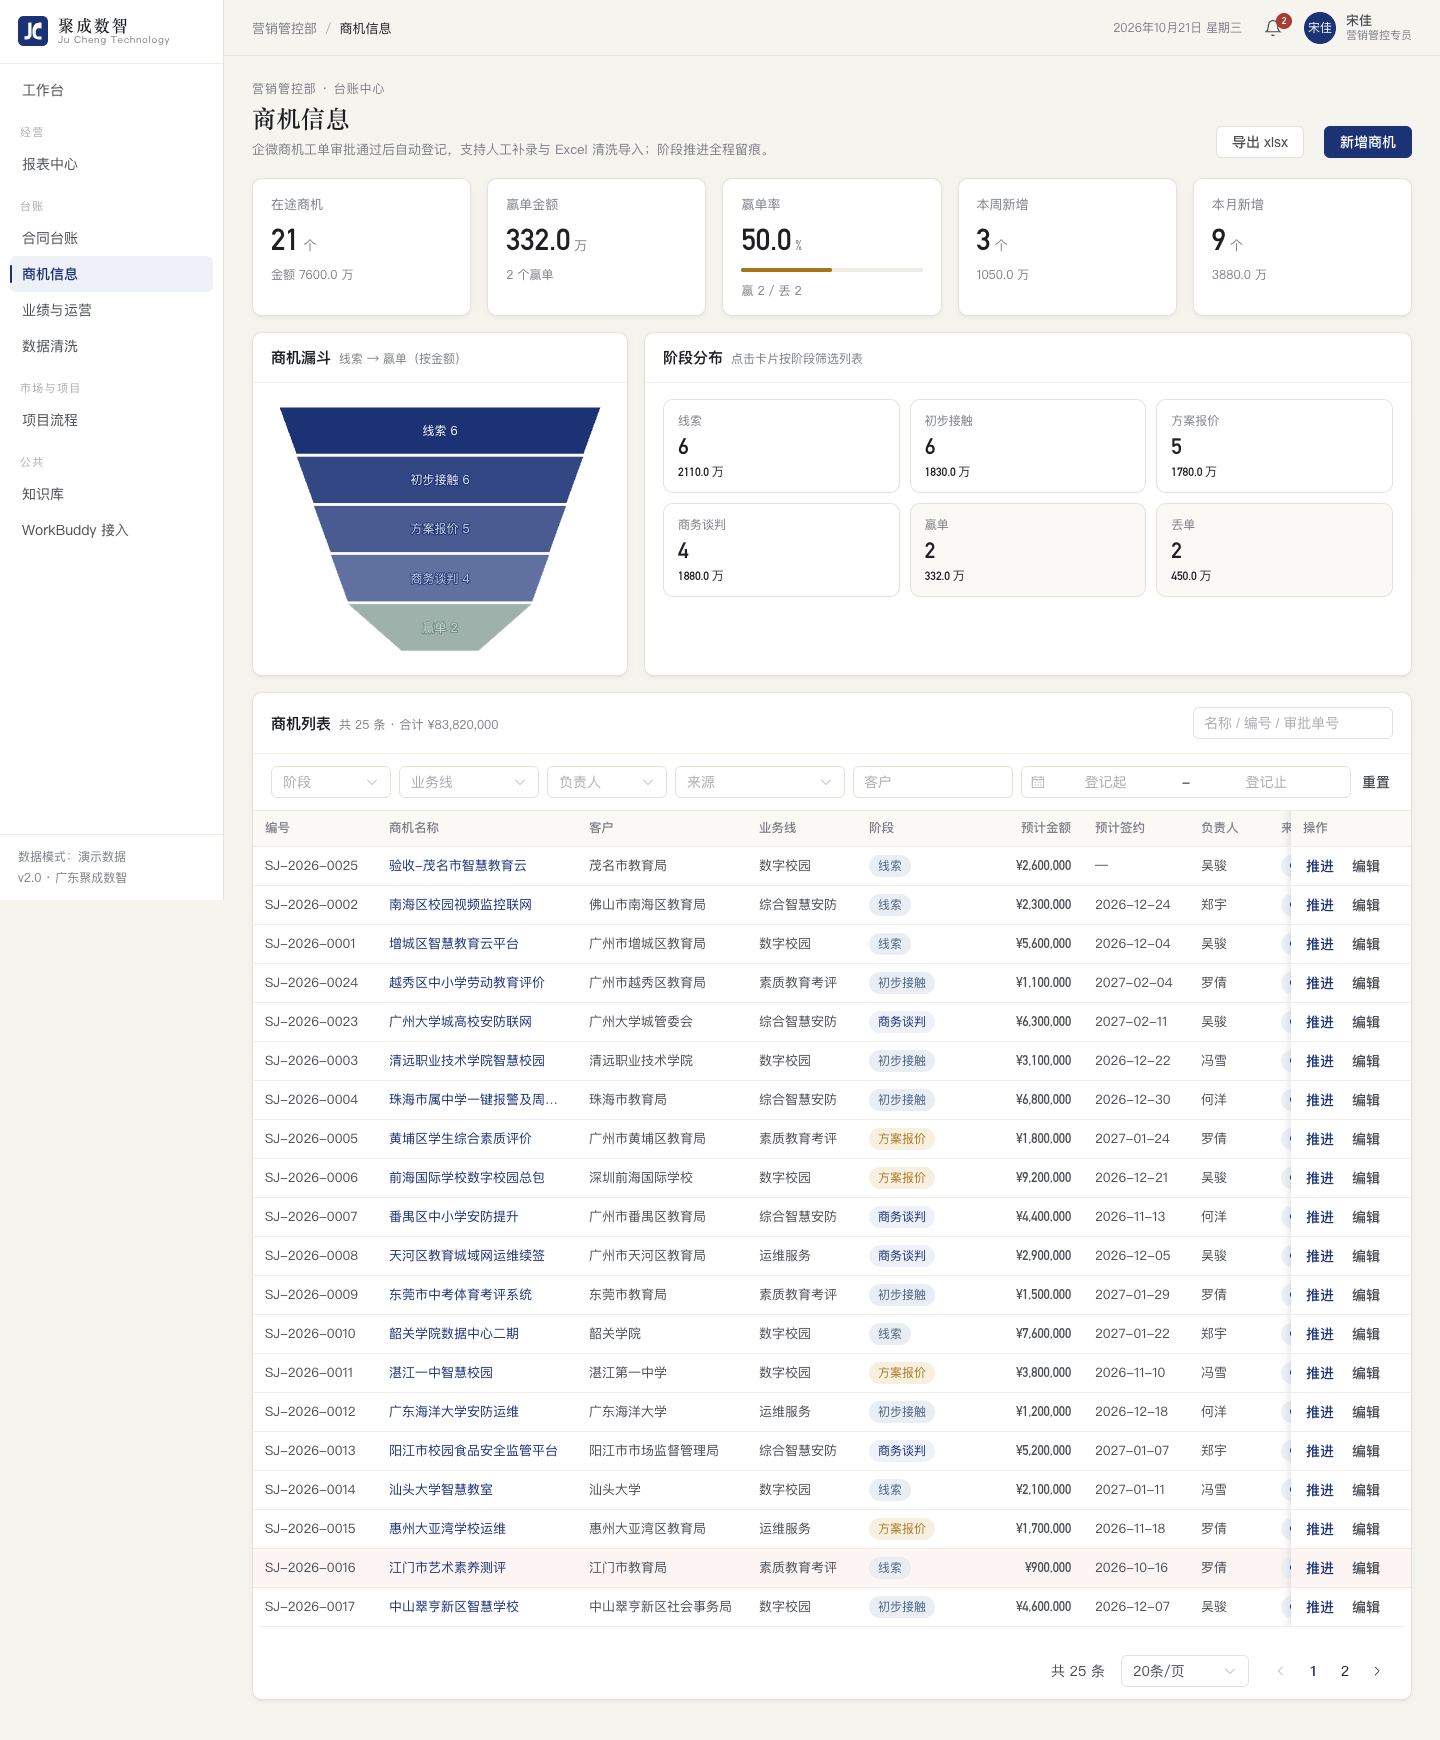 JC 聚成数智
Ju Cheng Technology
工作台
经营
报表中心
台账
合同台账
商机信息
业绩与运营
数据清洗
市场与项目
项目流程
公共
知识库
WorkBuddy 接入
数据模式：演示数据
v2.0 · 广东聚成数智
营销管控部 / 商机信息
2026年10月21日 星期三
2
宋佳
宋佳
营销管控专员
营销管控部 · 台账中心
商机信息
企微商机工单审批通过后自动登记，支持人工补录与 Excel 清洗导入；阶段推进全程留痕。
导出 xlsx
新增商机
在途商机
21 个
金额 7600.0 万
赢单金额
332.0 万
2 个赢单
赢单率
50.0 %
赢 2 / 丢 2
本周新增
3 个
1050.0 万
本月新增
9 个
3880.0 万
商机漏斗 线索 → 赢单（按金额）
线索 6
初步接触 6
方案报价 5
商务谈判 4
赢单 2
阶段分布 点击卡片按阶段筛选列表
线索
6
2110.0 万
初步接触
6
1830.0 万
方案报价
5
1780.0 万
商务谈判
4
1880.0 万
赢单
2
332.0 万
丢单
2
450.0 万
商机列表 共 25 条 · 合计 ¥83,820,000
名称 / 编号 / 审批单号
阶段 业务线 负责人 来源 客户 登记起 – 登记止 重置
编号 商机名称 客户 业务线 阶段 预计金额 预计签约 负责人 操作
SJ-2026-0025 验收-茂名市智慧教育云 茂名市教育局 数字校园 线索 ¥2,600,000 — 吴骏 推进 编辑
SJ-2026-0002 南海区校园视频监控联网 佛山市南海区教育局 综合智慧安防 线索 ¥2,300,000 2026-12-24 郑宇 推进 编辑
SJ-2026-0001 增城区智慧教育云平台 广州市增城区教育局 数字校园 线索 ¥5,600,000 2026-12-04 吴骏 推进 编辑
SJ-2026-0024 越秀区中小学劳动教育评价 广州市越秀区教育局 素质教育考评 初步接触 ¥1,100,000 2027-02-04 罗倩 推进 编辑
SJ-2026-0023 广州大学城高校安防联网 广州大学城管委会 综合智慧安防 商务谈判 ¥6,300,000 2027-02-11 吴骏 推进 编辑
SJ-2026-0003 清远职业技术学院智慧校园 清远职业技术学院 数字校园 初步接触 ¥3,100,000 2026-12-22 冯雪 推进 编辑
SJ-2026-0004 珠海市属中学一键报警及周… 珠海市教育局 综合智慧安防 初步接触 ¥6,800,000 2026-12-30 何洋 推进 编辑
SJ-2026-0005 黄埔区学生综合素质评价 广州市黄埔区教育局 素质教育考评 方案报价 ¥1,800,000 2027-01-24 罗倩 推进 编辑
SJ-2026-0006 前海国际学校数字校园总包 深圳前海国际学校 数字校园 方案报价 ¥9,200,000 2026-12-21 吴骏 推进 编辑
SJ-2026-0007 番禺区中小学安防提升 广州市番禺区教育局 综合智慧安防 商务谈判 ¥4,400,000 2026-11-13 何洋 推进 编辑
SJ-2026-0008 天河区教育城域网运维续签 广州市天河区教育局 运维服务 商务谈判 ¥2,900,000 2026-12-05 吴骏 推进 编辑
SJ-2026-0009 东莞市中考体育考评系统 东莞市教育局 素质教育考评 初步接触 ¥1,500,000 2027-01-29 罗倩 推进 编辑
SJ-2026-0010 韶关学院数据中心二期 韶关学院 数字校园 线索 ¥7,600,000 2027-01-22 郑宇 推进 编辑
SJ-2026-0011 湛江一中智慧校园 湛江第一中学 数字校园 方案报价 ¥3,800,000 2026-11-10 冯雪 推进 编辑
SJ-2026-0012 广东海洋大学安防运维 广东海洋大学 运维服务 初步接触 ¥1,200,000 2026-12-18 何洋 推进 编辑
SJ-2026-0013 阳江市校园食品安全监管平台 阳江市市场监督管理局 综合智慧安防 商务谈判 ¥5,200,000 2027-01-07 郑宇 推进 编辑
SJ-2026-0014 汕头大学智慧教室 汕头大学 数字校园 线索 ¥2,100,000 2027-01-11 冯雪 推进 编辑
SJ-2026-0015 惠州大亚湾学校运维 惠州大亚湾区教育局 运维服务 方案报价 ¥1,700,000 2026-11-18 罗倩 推进 编辑
SJ-2026-0016 江门市艺术素养测评 江门市教育局 素质教育考评 线索 ¥900,000 2026-10-16 罗倩 推进 编辑
SJ-2026-0017 中山翠亨新区智慧学校 中山翠亨新区社会事务局 数字校园 初步接触 ¥4,600,000 2026-12-07 吴骏 推进 编辑
共 25 条 20条/页 1 2